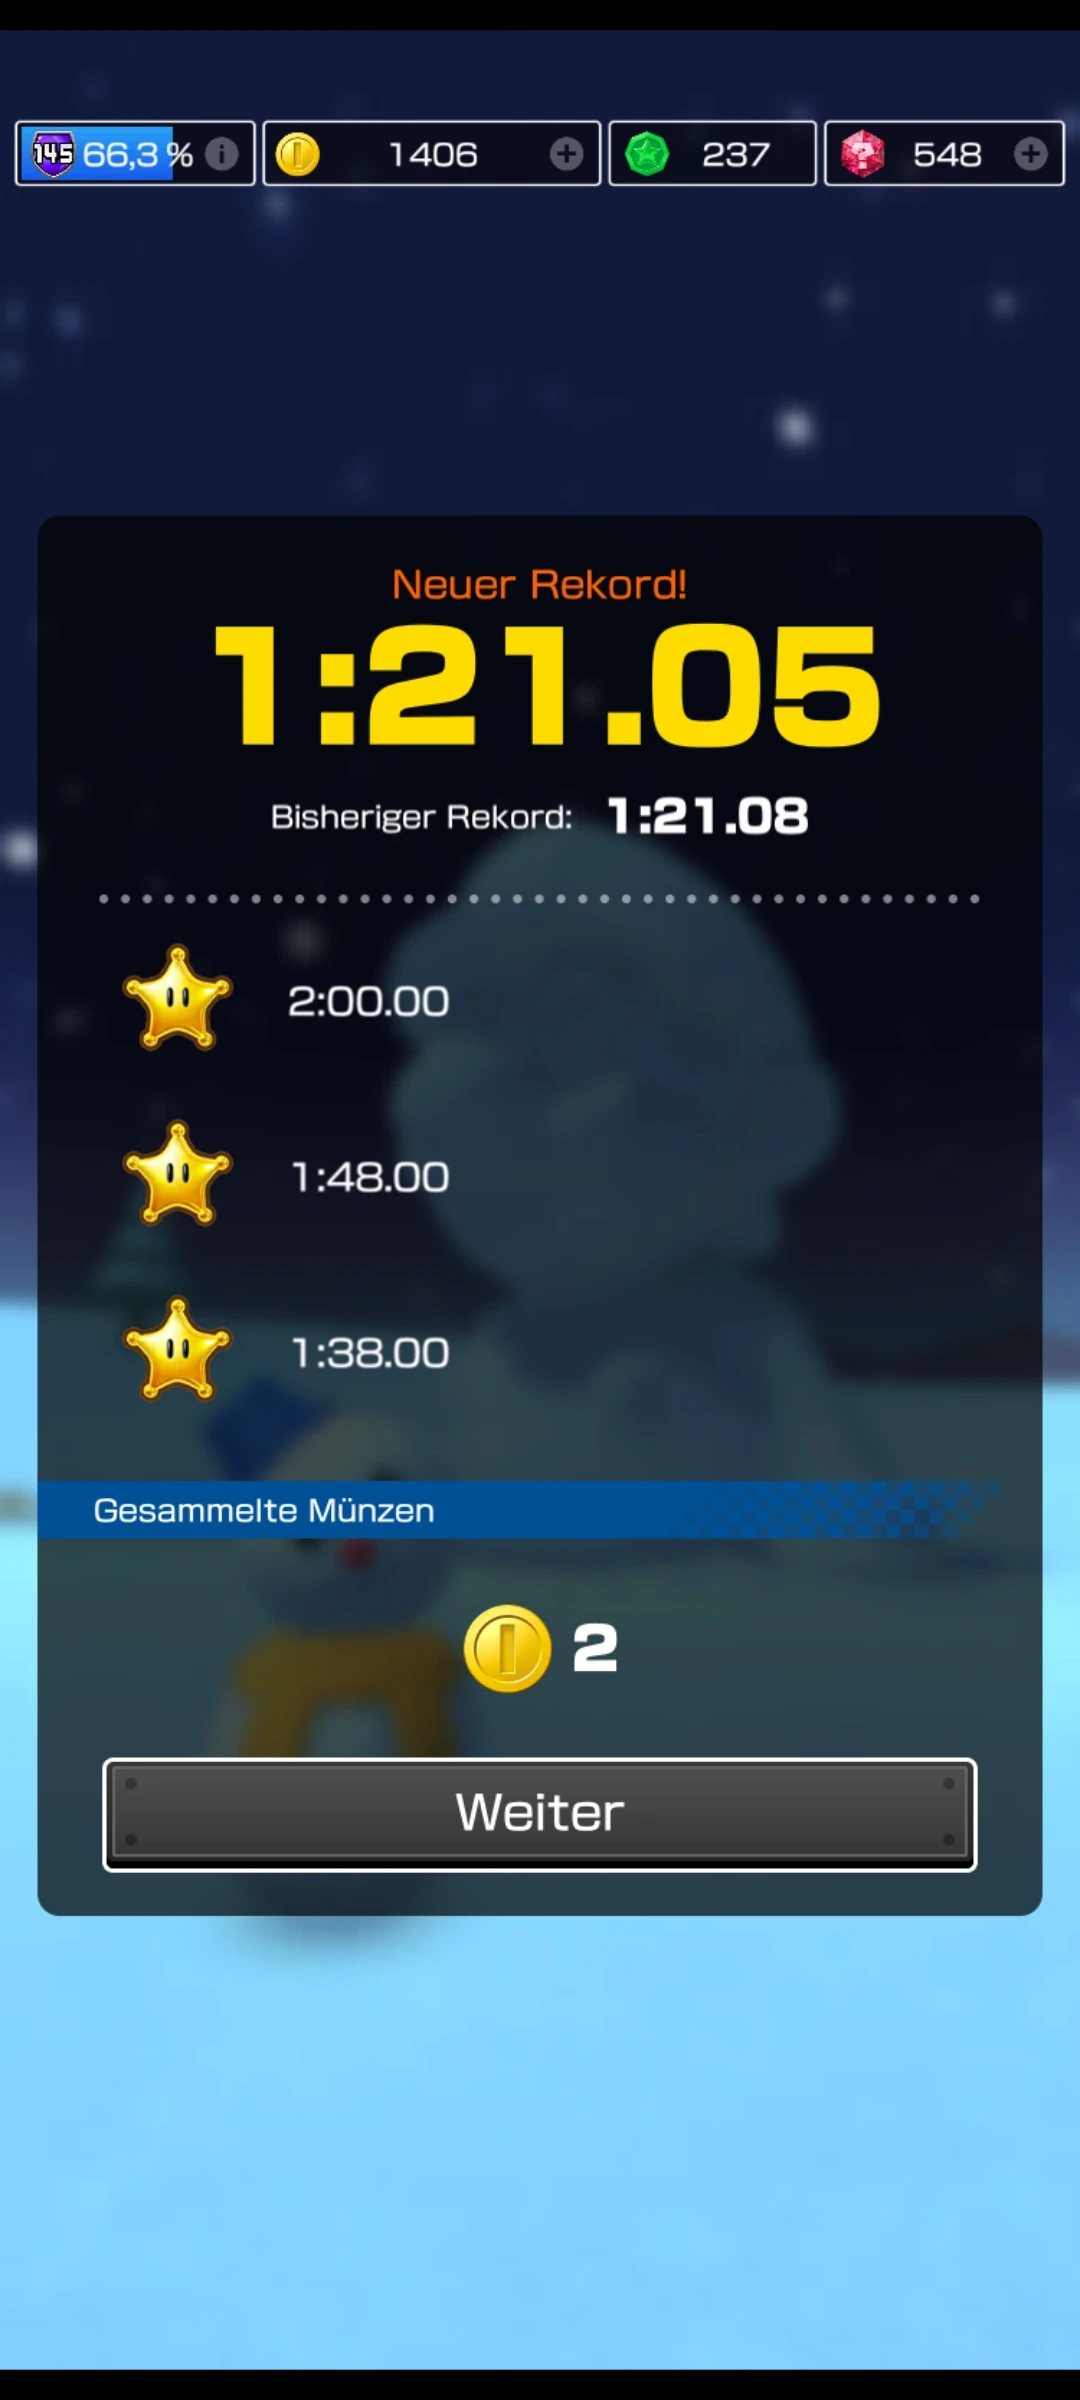 145 66,3 % i 1406 + 237 ? 548 +
Neuer Rekord!
1:21.05
Bisheriger Rekord: 1:21.08
2:00.00
1:48.00
1:38.00
Gesammelte Münzen
2
Weiter